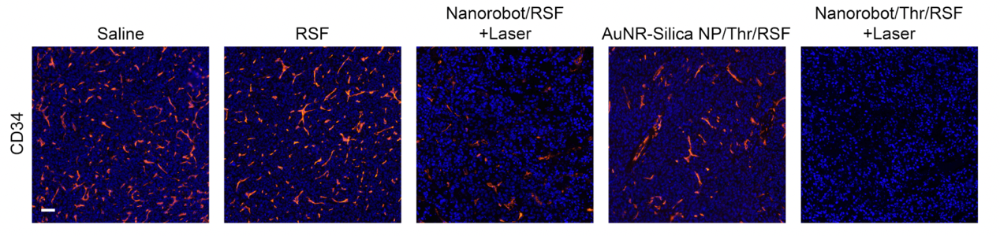 Saline
RSF
Nanorobot/RSF
+Laser
AuNR-Silica NP/Thr/RSF
Nanorobot/Thr/RSF
+Laser
CD34